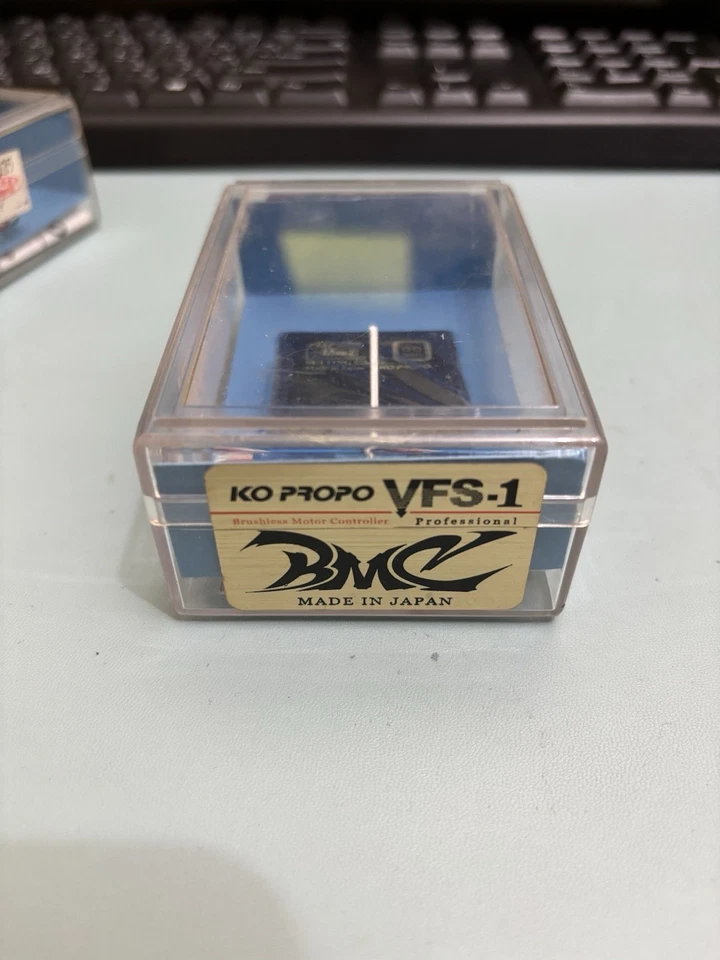 KO PROPO VFS-1
Brushless Motor Controller Professional
BMC
MADE IN JAPAN